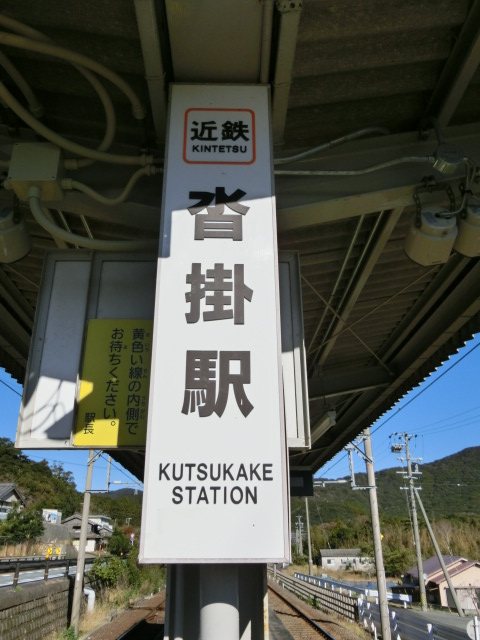 近鉄
KINTETSU
沓掛駅
KUTSUKAKE
STATION
黄色い線の内側で
お待ちください。
駅長